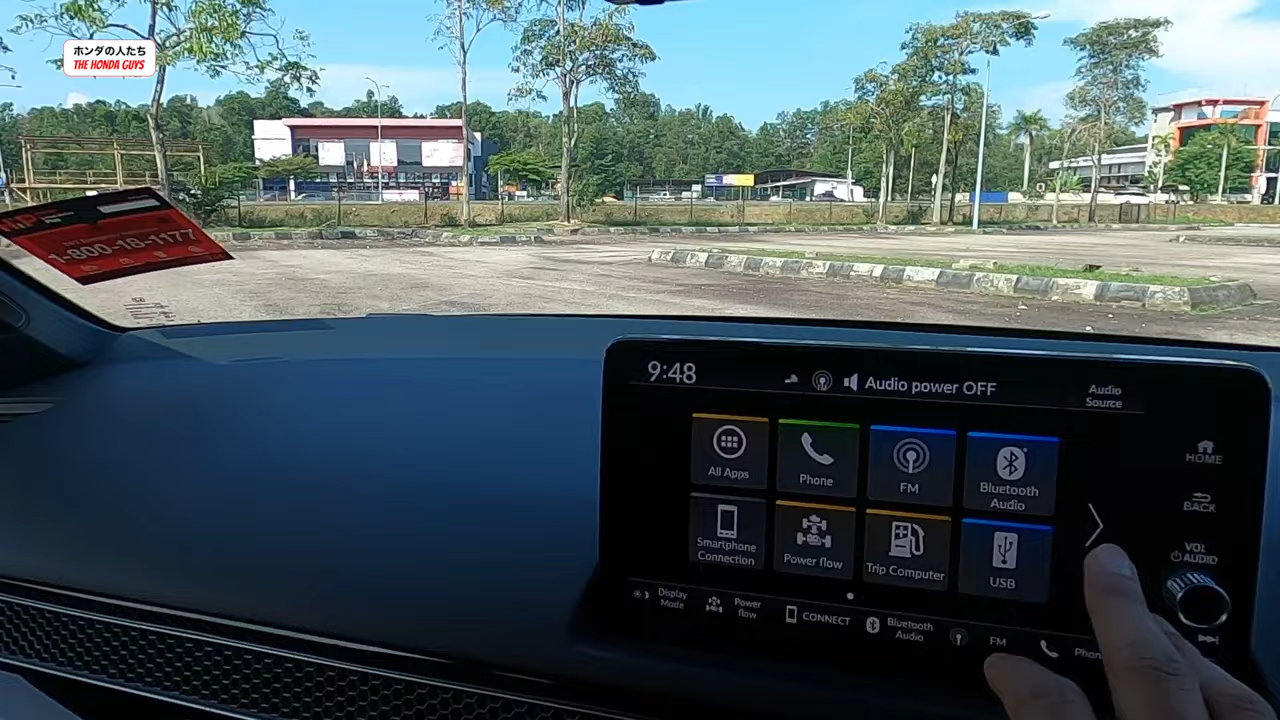 ホンダの人たち
THE HONDA GUYS
1-800-18-1177
9:48
Audio power OFF
Audio
Source
All Apps
Phone
FM
Bluetooth
Audio
HOME
BACK
Smartphone
Connection
Power flow
Trip Computer
USB
VOL
AUDIO
Display
Mode
Power
flow
CONNECT
Bluetooth
Audio
FM
Phon